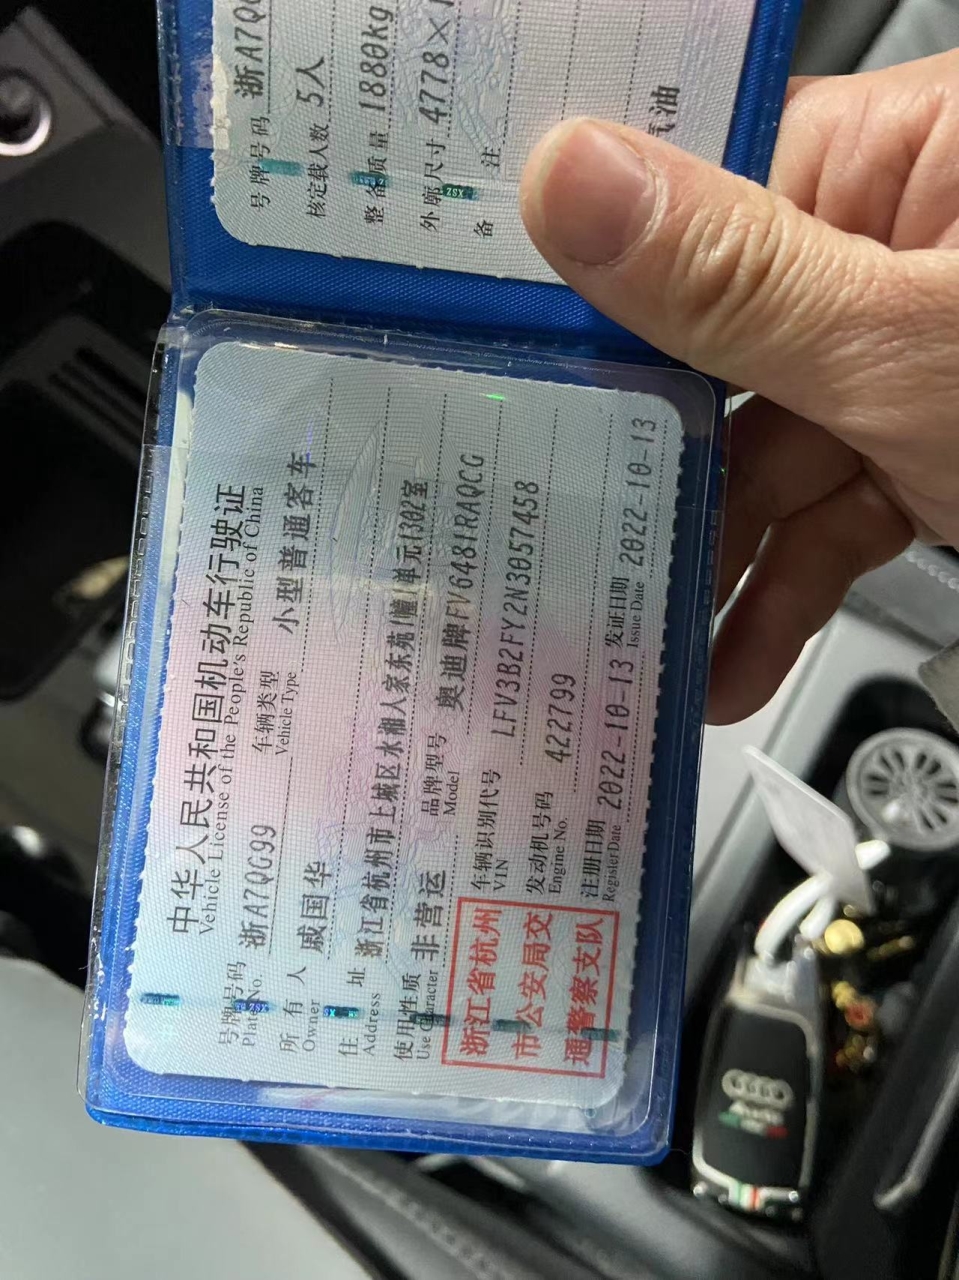 号牌号码 浙A7QG
核定载人数 5人
整备质量 1880kg
外廓尺寸 4778×1
备 注
汽油
中华人民共和国机动车行驶证
Vehicle License of the People's Republic of China
号牌号码 浙A7QG99 车辆类型 小型普通客车
Plate No. Vehicle Type
所有人 戚国华
Owner
住 址 浙江省杭州市上城区水湘人家东苑1幢1单元1302室
Address
使用性质 非营运 品牌型号 奥迪牌FV6481RAQCG
Use Character Model
浙江省杭州
市公安局交
通警察支队
车辆识别代号 LFV3B2FY2N3057458
VIN
发动机号码 422799
Engine No.
注册日期 2022-10-13 发证日期 2022-10-13
Register Date Issue Date